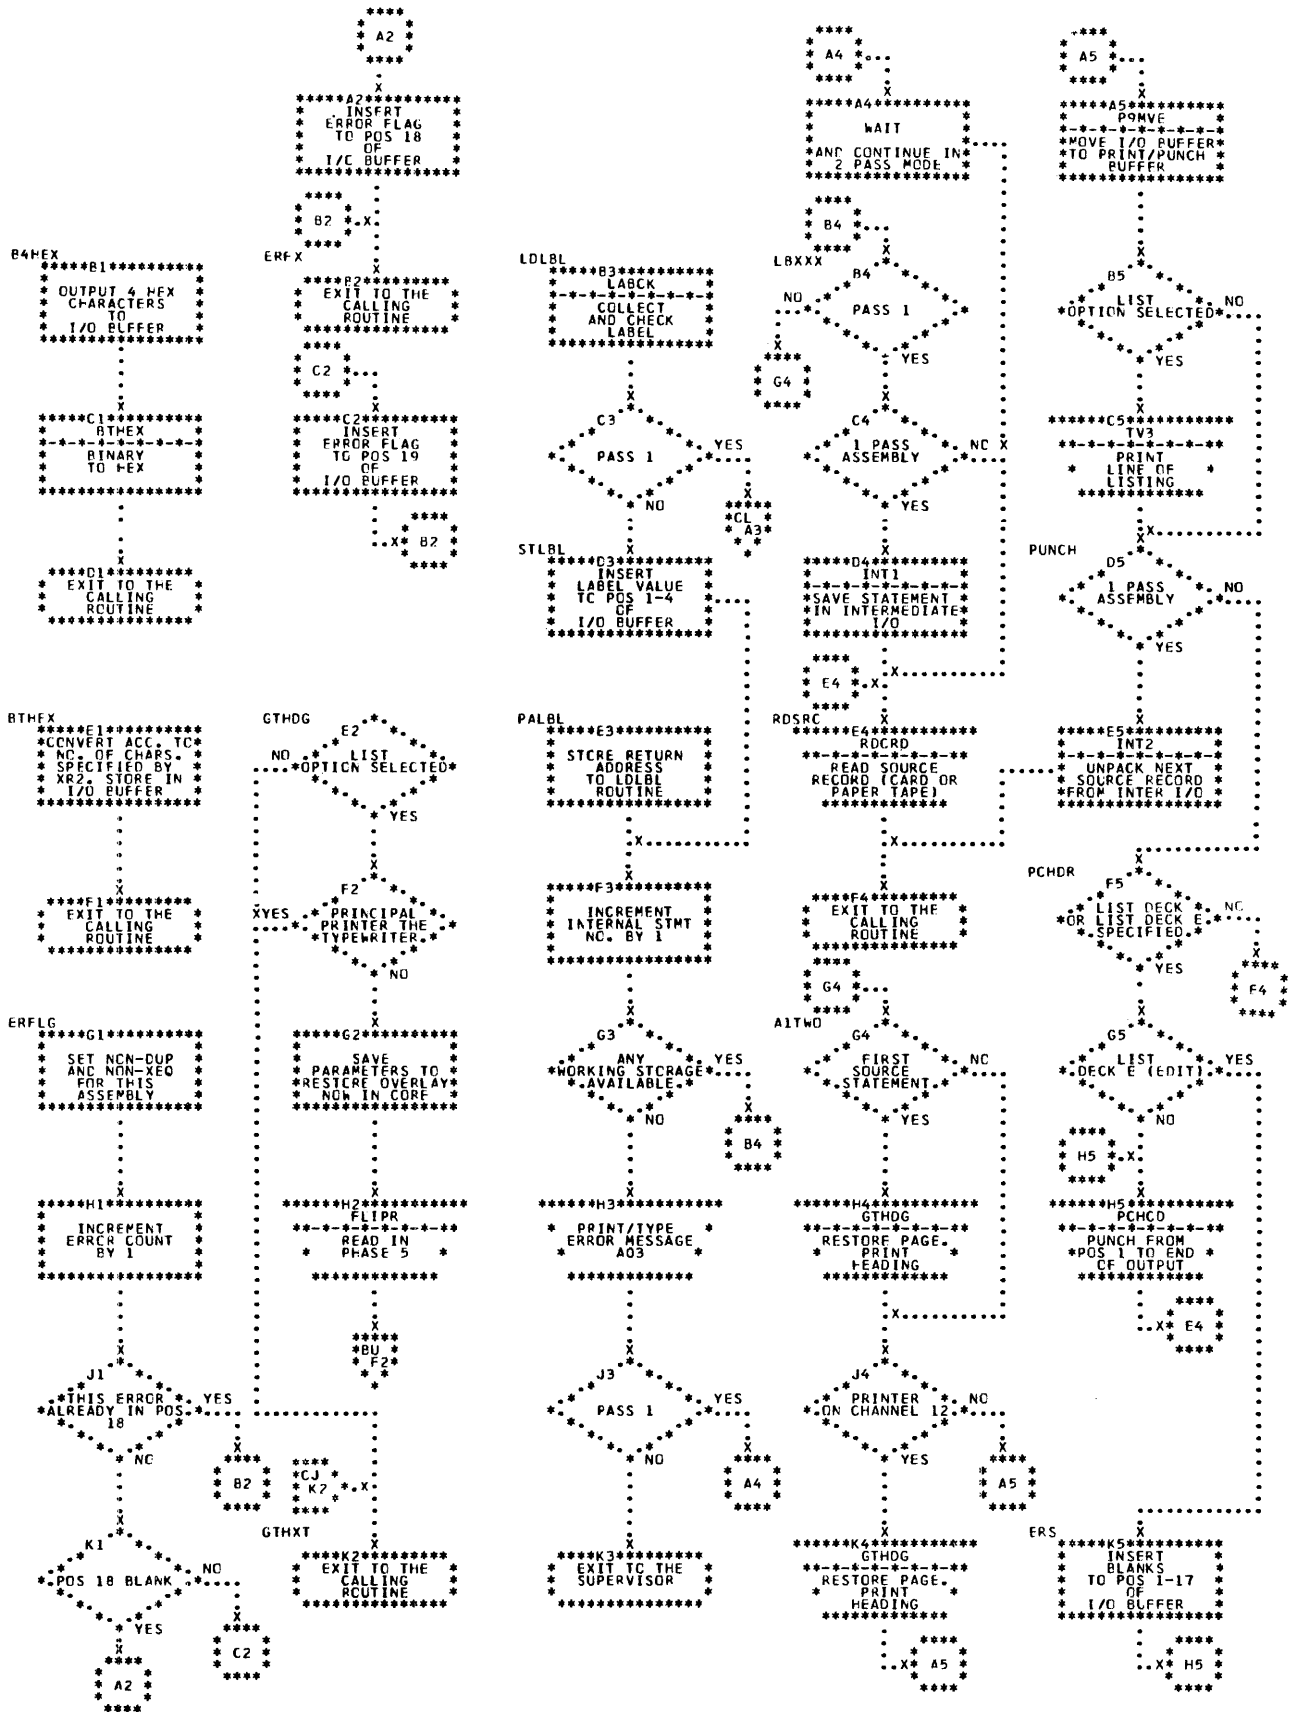 A2
*****A2**********
INSERT
ERROR FLAG
TO POS 18
OF
I/O BUFFER
B2
ERFX
*****B2**********
EXIT TO THE
CALLING
ROUTINE
C2
*****C2**********
INSERT
ERROR FLAG
TO POS 19
OF
I/O BUFFER
B2
B4HEX
*****B1**********
OUTPUT 4 HEX
CHARACTERS
TO
I/O BUFFER
*****C1**********
BTHEX
*-*-*-*-*-*-*-*-*
BINARY
TO HEX
*****D1**********
EXIT TO THE
CALLING
ROUTINE
BTHEX
*****E1**********
CONVERT ACC. TO
NO. OF CHARS.
SPECIFIED BY
XR2. STORE IN
I/O BUFFER
*****F1**********
EXIT TO THE
CALLING
ROUTINE
ERFLG
*****G1**********
SET NON-DUP
AND NON-XEQ
FOR THIS
ASSEMBLY
*****H1**********
INCREMENT
ERROR COUNT
BY 1
J1
THIS ERROR
ALREADY IN POS
18
YES
B2
NO
K1
POS 18 BLANK
NO
C2
YES
A2
GTHDG
E2
LIST
OPTION SELECTED
NO
YES
F2
PRINCIPAL
PRINTER THE
TYPEWRITER.
YES
NO
*****G2**********
SAVE
PARAMETERS TO
RESTORE OVERLAY
NOW IN CORE
*****H2**********
FLIPR
**-*-*-*-*-*-*-**
READ IN
PHASE 5
BU
F2
CJ
K2
GTHXT
*****K2**********
EXIT TO THE
CALLING
ROUTINE
LDLBL
*****B3**********
LABCK
*-*-*-*-*-*-*-*-*
COLLECT
AND CHECK
LABEL
C3
PASS 1
YES
CL
A3
NO
STLBL
*****D3**********
INSERT
LABEL VALUE
TO POS 1-4
OF
I/O BUFFER
PALBL
*****E3**********
STORE RETURN
ADDRESS
TO LDLBL
ROUTINE
*****F3**********
INCREMENT
INTERNAL STMT
NO. BY 1
G3
ANY
WORKING STORAGE
AVAILABLE.
YES
B4
NO
*****H3**********
PRINT/TYPE
ERROR MESSAGE
A03
J3
PASS 1
YES
A4
NO
*****K3**********
EXIT TO THE
SUPERVISOR
A4
*****A4**********
WAIT
AND CONTINUE IN
2 PASS MODE
B4
LBXXX
B4
PASS 1
NO
G4
YES
C4
1 PASS
ASSEMBLY
NO
YES
*****D4**********
INT1
*-*-*-*-*-*-*-*-*
SAVE STATEMENT
IN INTERMEDIATE
I/O
E4
RDSRC
*****E4**********
RDCRD
**-*-*-*-*-*-*-**
READ SOURCE
RECORD (CARD OR
PAPER TAPE)
*****F4**********
EXIT TO THE
CALLING
ROUTINE
G4
A1TWO
G4
FIRST
SOURCE
STATEMENT.
NO
YES
*****H4**********
GTHDG
**-*-*-*-*-*-*-**
RESTORE PAGE.
PRINT
HEADING
J4
PRINTER
ON CHANNEL 12
NO
A5
YES
*****K4**********
GTHDG
**-*-*-*-*-*-*-**
RESTORE PAGE.
PRINT
HEADING
A5
A5
*****A5**********
P9MVE
*-*-*-*-*-*-*-*-*
MOVE I/O BUFFER
TO PRINT/PUNCH
BUFFER
B5
LIST
OPTION SELECTED
NO
YES
*****C5**********
TV3
**-*-*-*-*-*-*-**
PRINT
LINE OF
LISTING
PUNCH
D5
1 PASS
ASSEMBLY
NO
YES
*****E5**********
INT2
*-*-*-*-*-*-*-*-*
UNPACK NEXT
SOURCE RECORD
FROM INTER I/O
PCHDR
F5
LIST DECK
OR LIST DECK E
SPECIFIED.
NO
E4
YES
G5
LIST
DECK E (EDIT)
YES
NO
H5
*****H5**********
PCHCD
**-*-*-*-*-*-*-**
PUNCH FROM
POS 1 TO END
OF OUTPUT
E4
ERS
*****K5**********
INSERT
BLANKS
TO POS 1-17
OF
I/O BUFFER
H5